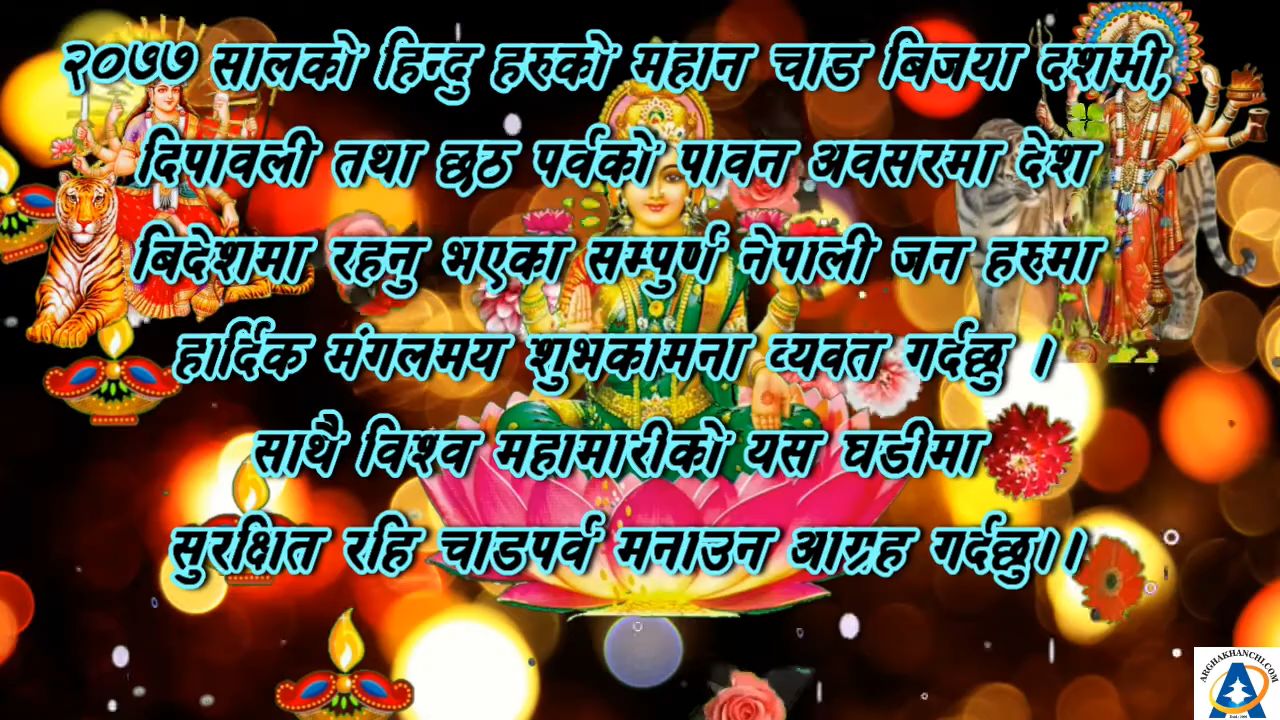 २०७७ सालको हिन्दु हरुको महान चाड बिजया दशमी,
दिपावली तथा छठ पर्वको पावन अवसरमा देश
बिदेशमा रहनु भएका सम्पुर्ण नेपाली जन हरुमा
हार्दिक मंगलमय शुभकामना व्यवत गर्दछु ।
साथै विश्व महामारीको यस घडीमा
सुरक्षित रहि चाडपर्व मनाउन आग्रह गर्दछु।।
ARGHAKHANCHI.COM